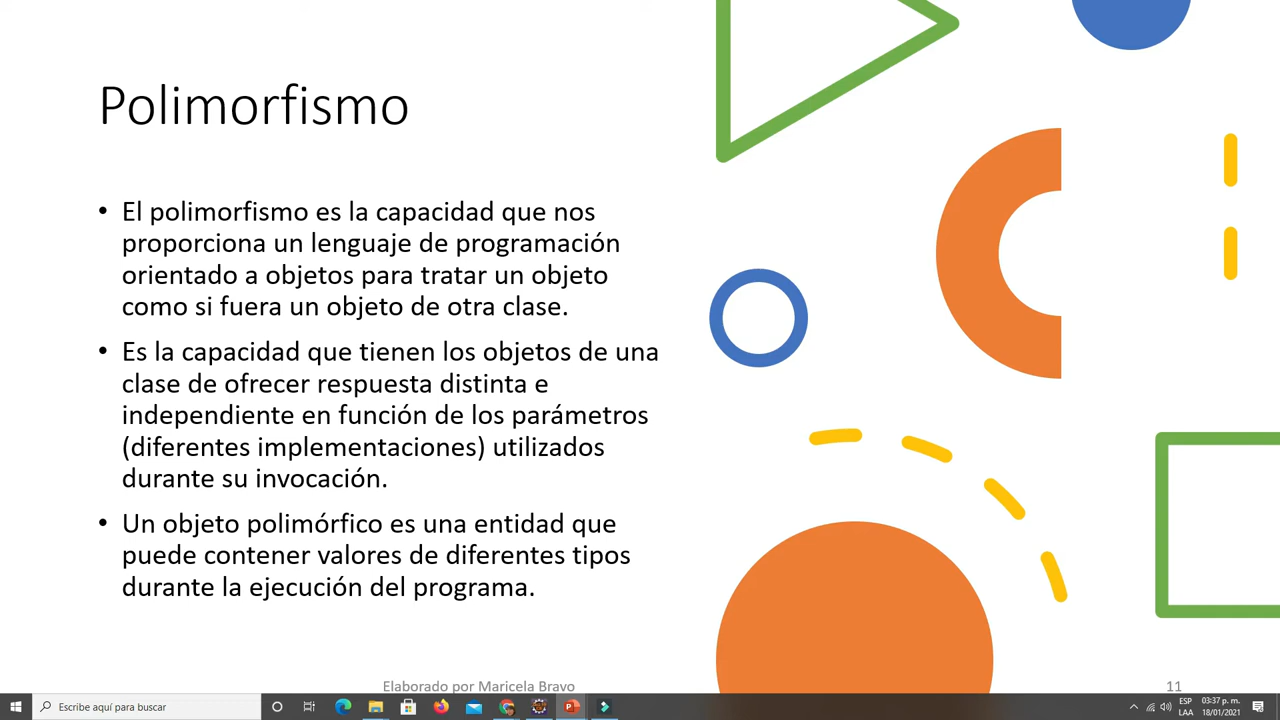 Polimorfismo
• El polimorfismo es la capacidad que nos
proporciona un lenguaje de programación
orientado a objetos para tratar un objeto
como si fuera un objeto de otra clase.
• Es la capacidad que tienen los objetos de una
clase de ofrecer respuesta distinta e
independiente en función de los parámetros
(diferentes implementaciones) utilizados
durante su invocación.
• Un objeto polimórfico es una entidad que
puede contener valores de diferentes tipos
durante la ejecución del programa.
Elaborado por Maricela Bravo
11
Escribe aquí para buscar
ESP
LAA
03:37 p. m.
18/01/2021